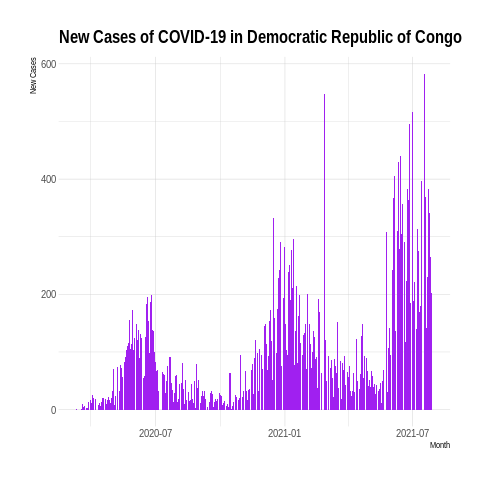 New Cases of COVID-19 in Democratic Republic of Congo
New Cases
600
400
200
0
2020-07
2021-01
2021-07
Month